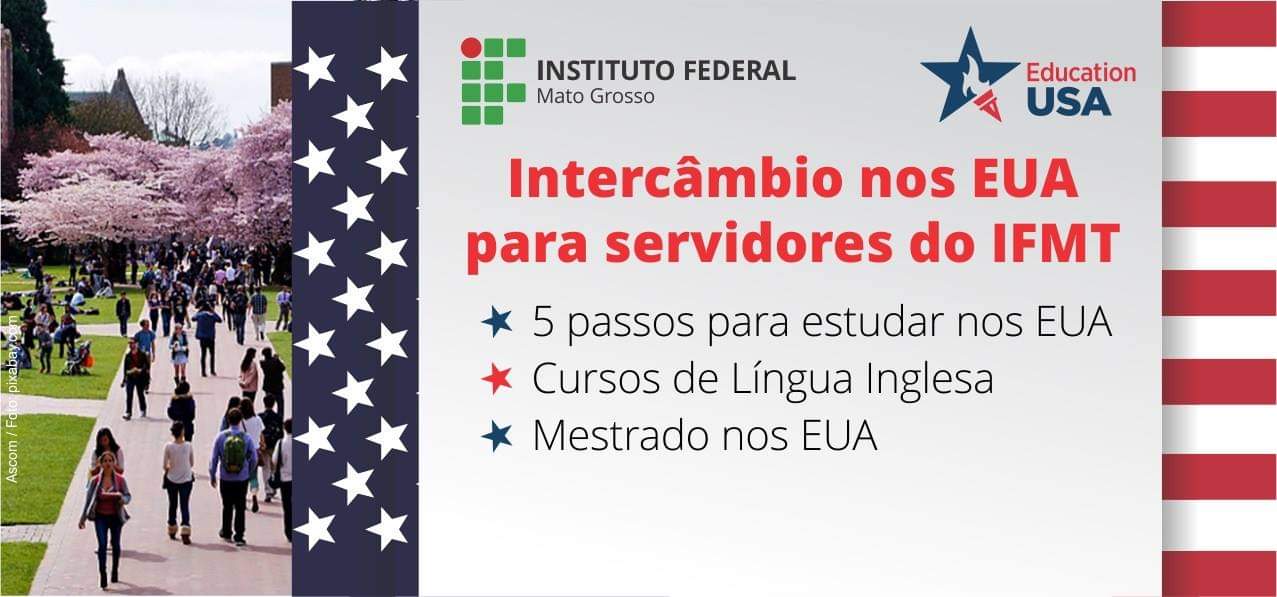 INSTITUTO FEDERAL
Mato Grosso
Education
USA
Intercâmbio nos EUA
para servidores do IFMT
5 passos para estudar nos EUA
Cursos de Língua Inglesa
Mestrado nos EUA
Ascom / Foto: pixabay.com